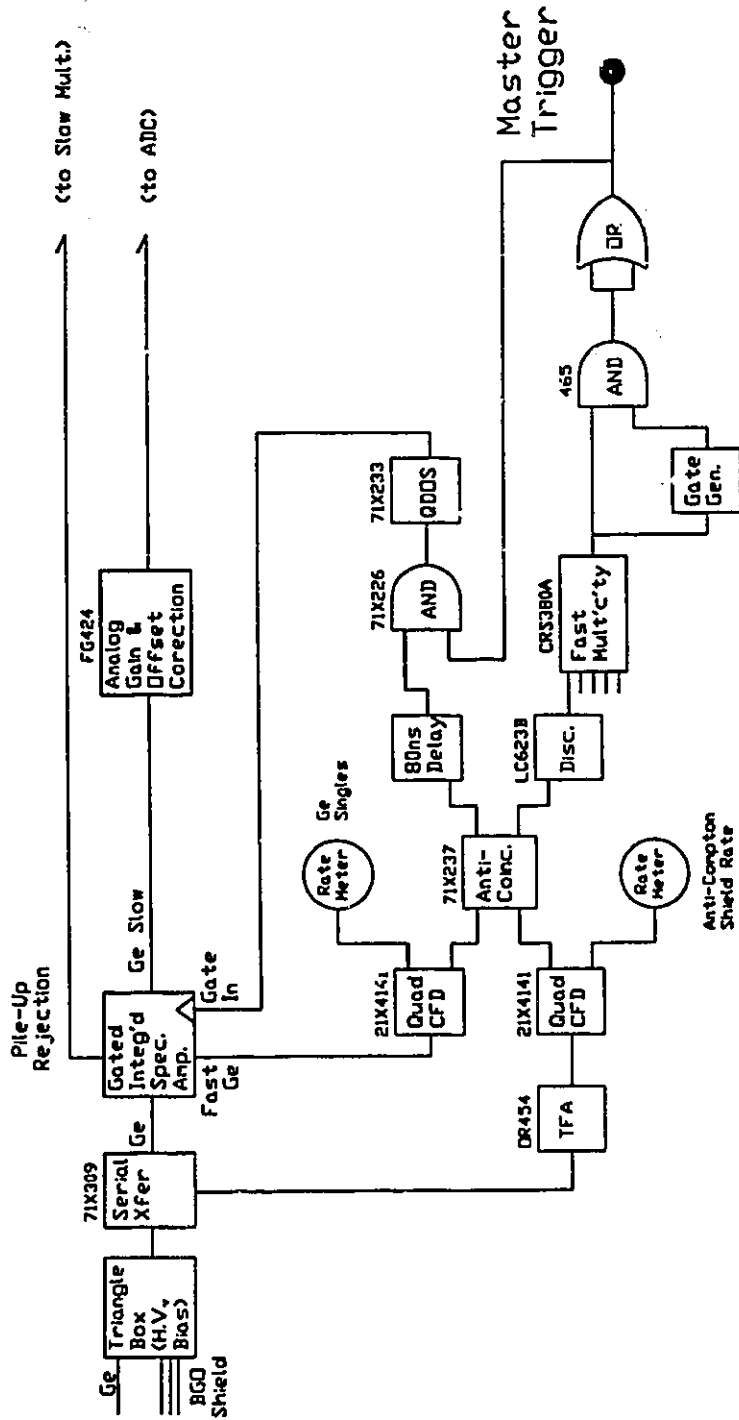 Ge
BGO
Shield
Triangle
Box
(H.V,
Bias)
71X309
Serial
Xfer
Ge
Pile-Up
Rejection
Gated
Integ'd
Spec.
Amp.
Fast
Ge
Gate
In
Ge Slow
FG424
Analog
Gain &
Offset
Corection
(to Slow Mult.)
(to ADC)
OR454
TFA
21X4141
Quad
CFD
21X4141
Quad
CFD
Rate
Meter
Ge
Singles
Rate
Meter
Anti-Compton
Shield Rate
71X237
Anti-
Coinc.
80ns
Delay
LC623B
Disc.
71X226
AND
71X233
QDDS
CRS380A
Fast
Mult'c'ty
Gate
Gen.
465
AND
OR
Master
Trigger